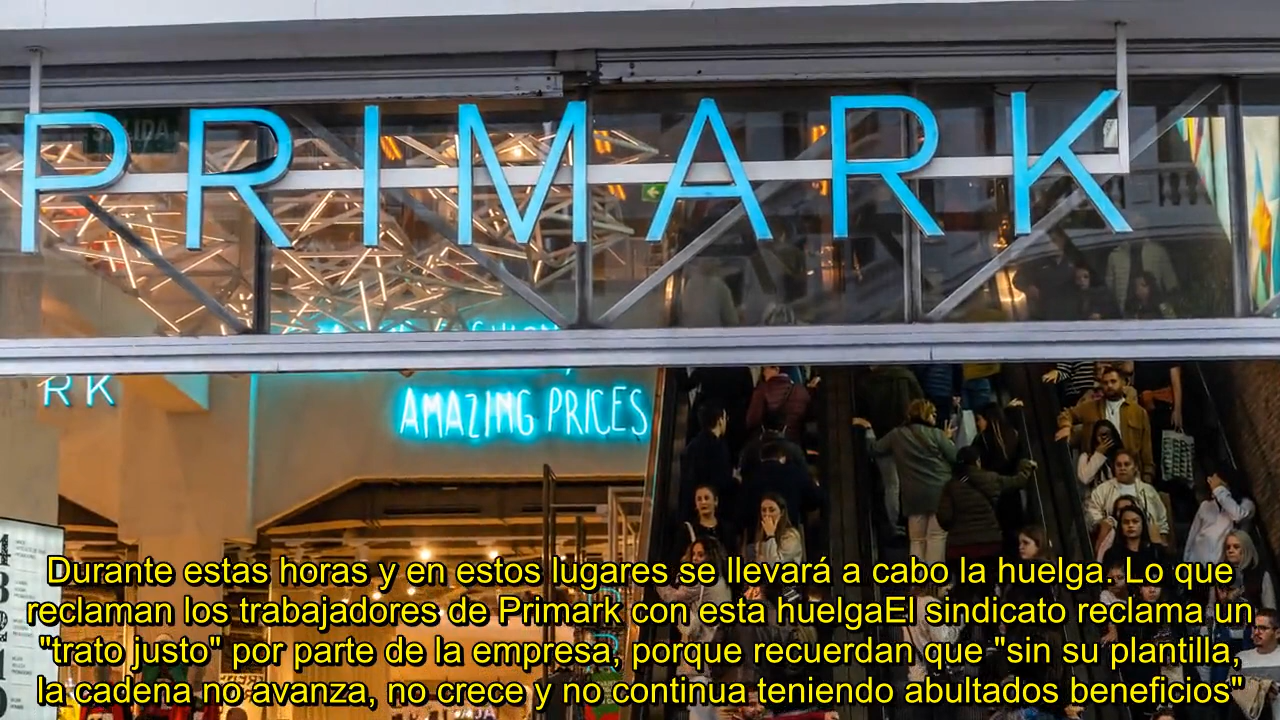 SALIDA
PRIMARK
RK
AMAZING PRICES
Durante estas horas y en estos lugares se llevará a cabo la huelga. Lo que
reclaman los trabajadores de Primark con esta huelgaEl sindicato reclama un
"trato justo" por parte de la empresa, porque recuerdan que "sin su plantilla,
la cadena no avanza, no crece y no continua teniendo abultados beneficios"